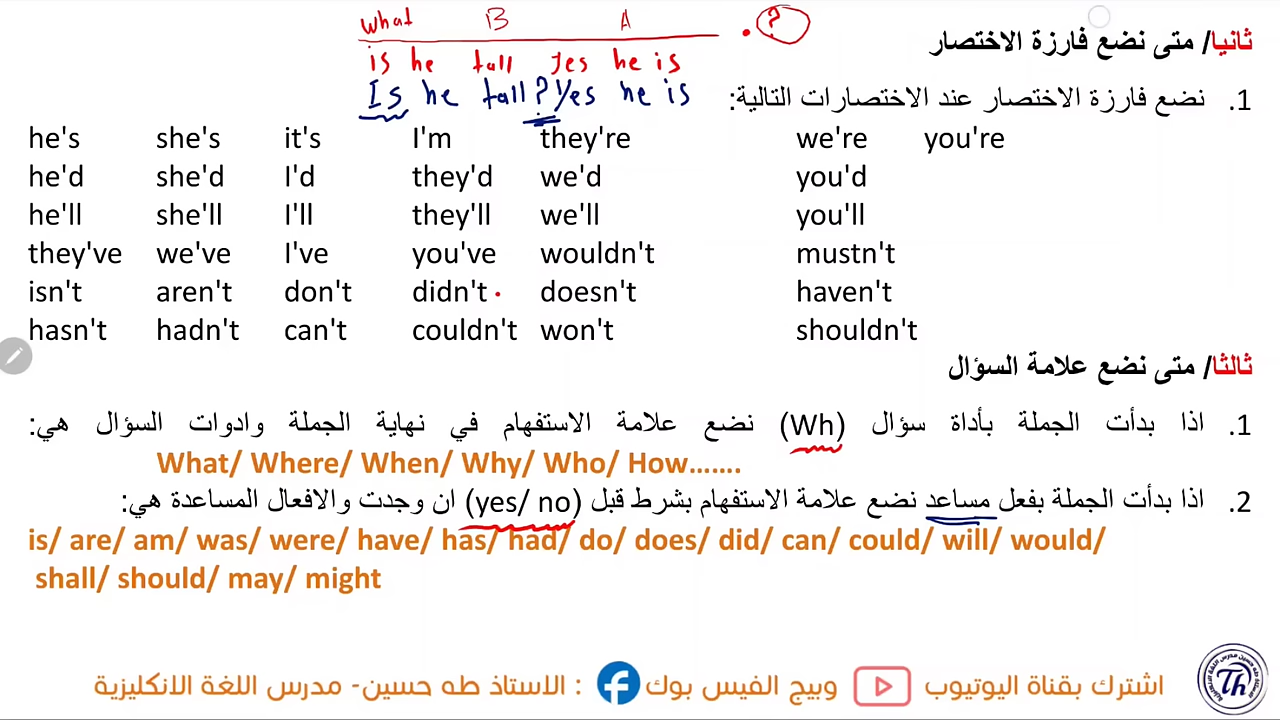 what B A . ?
is he tall yes he is
Is he tall? Yes he is
ثانيا/ متى نضع فارزة الاختصار
1. نضع فارزة الاختصار عند الاختصارات التالية:
he's she's it's I'm they're we're you're
he'd she'd I'd they'd we'd you'd
he'll she'll I'll they'll we'll you'll
they've we've I've you've wouldn't mustn't
isn't aren't don't didn't doesn't haven't
hasn't hadn't can't couldn't won't shouldn't
ثالثا/ متى نضع علامة السؤال
1. اذا بدأت الجملة بأداة سؤال (Wh) نضع علامة الاستفهام في نهاية الجملة وادوات السؤال هي:
What/ Where/ When/ Why/ Who/ How.......
2. اذا بدأت الجملة بفعل مساعد نضع علامة الاستفهام بشرط قبل (yes/ no) ان وجدت والافعال المساعدة هي:
is/ are/ am/ was/ were/ have/ has/ had/ do/ does/ did/ can/ could/ will/ would/
shall/ should/ may/ might
اشترك بقناة اليوتيوب وبيج الفيس بوك : الاستاذ طه حسين- مدرس اللغة الانكليزية
Th